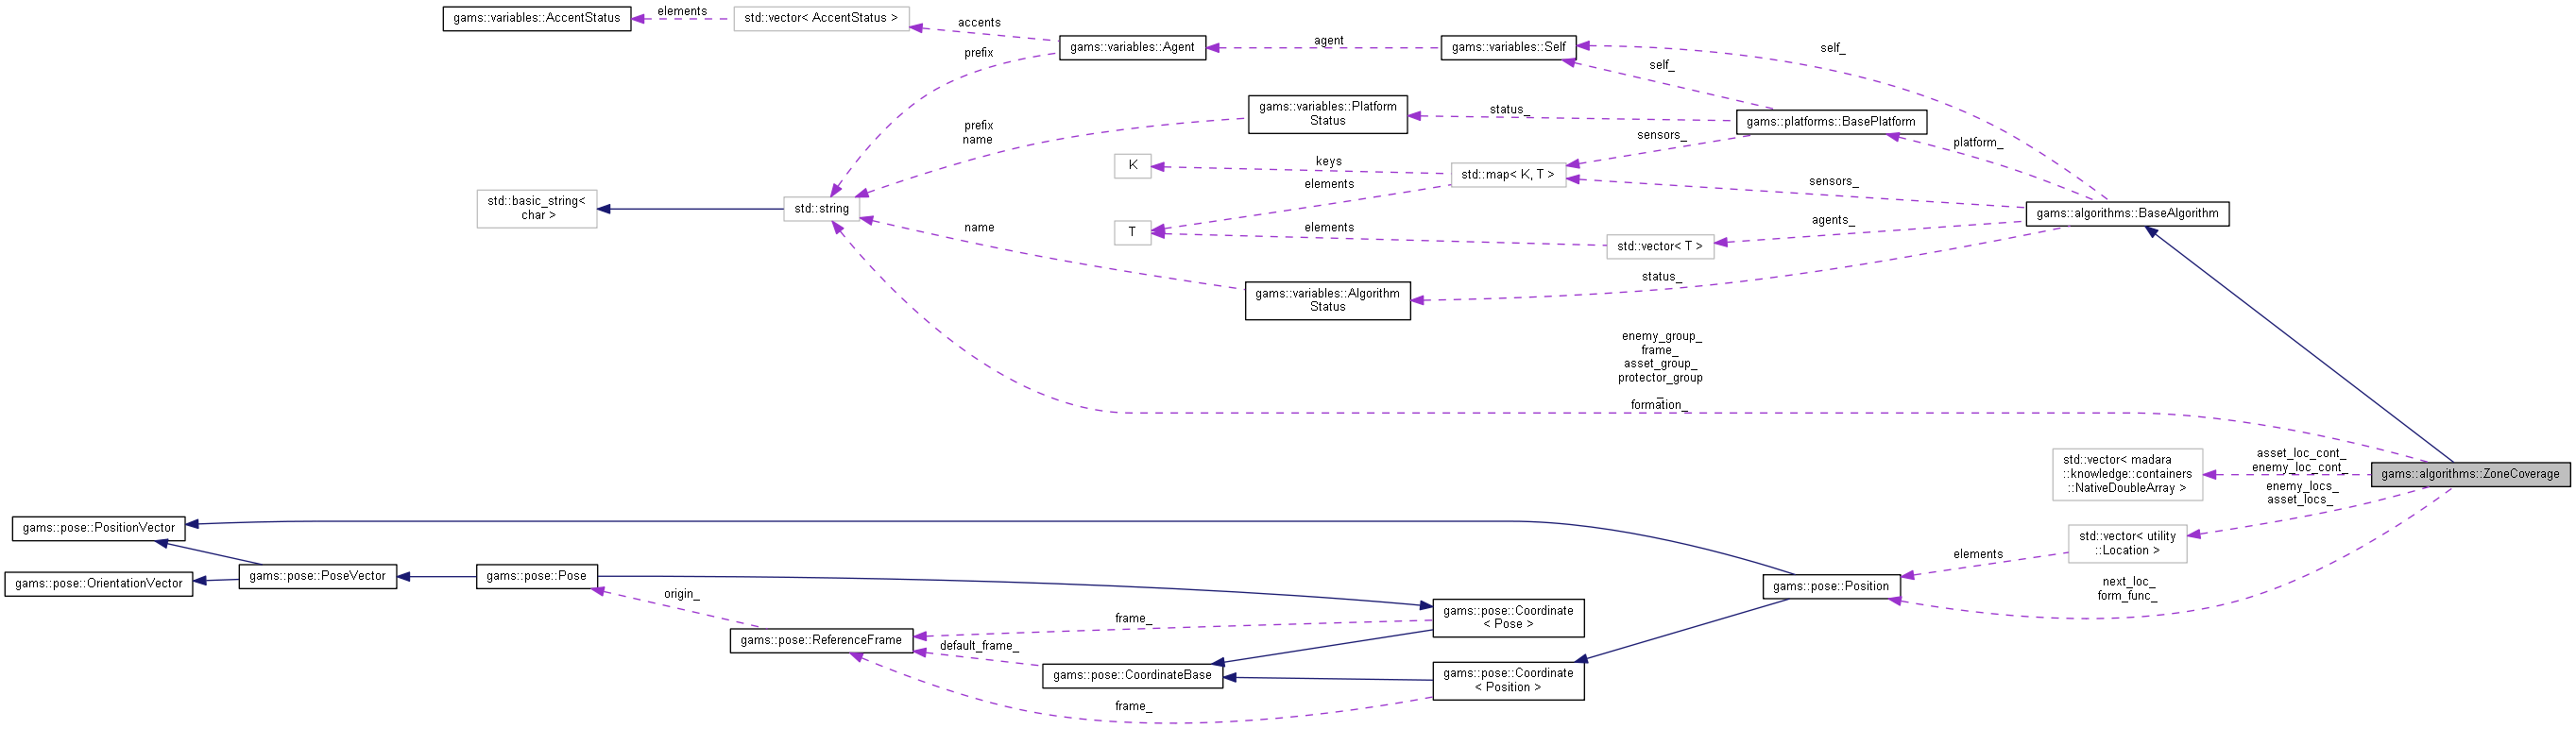 gams::variables::AccentStatus
elements
std::vector< AccentStatus >
accents
prefix
gams::variables::Agent
agent
gams::variables::Self
self_
self_
gams::variables::Platform
Status
status_
gams::platforms::BasePlatform
prefix
name
sensors_
platform_
K
keys
std::map< K, T >
elements
sensors_
std::basic_string<
char >
std::string
gams::algorithms::BaseAlgorithm
T
elements
agents_
std::vector< T >
name
status_
gams::variables::Algorithm
Status
enemy_group_
frame_
asset_group_
protector_group
_
formation_
std::vector< madara
::knowledge::containers
::NativeDoubleArray >
asset_loc_cont_
enemy_loc_cont_
gams::algorithms::ZoneCoverage
enemy_locs_
asset_locs_
gams::pose::PositionVector
std::vector< utility
::Location >
elements
gams::pose::OrientationVector
gams::pose::PoseVector
gams::pose::Pose
origin_
gams::pose::Position
next_loc_
form_func_
gams::pose::Coordinate
< Pose >
frame_
gams::pose::ReferenceFrame
default_frame_
gams::pose::CoordinateBase
gams::pose::Coordinate
< Position >
frame_